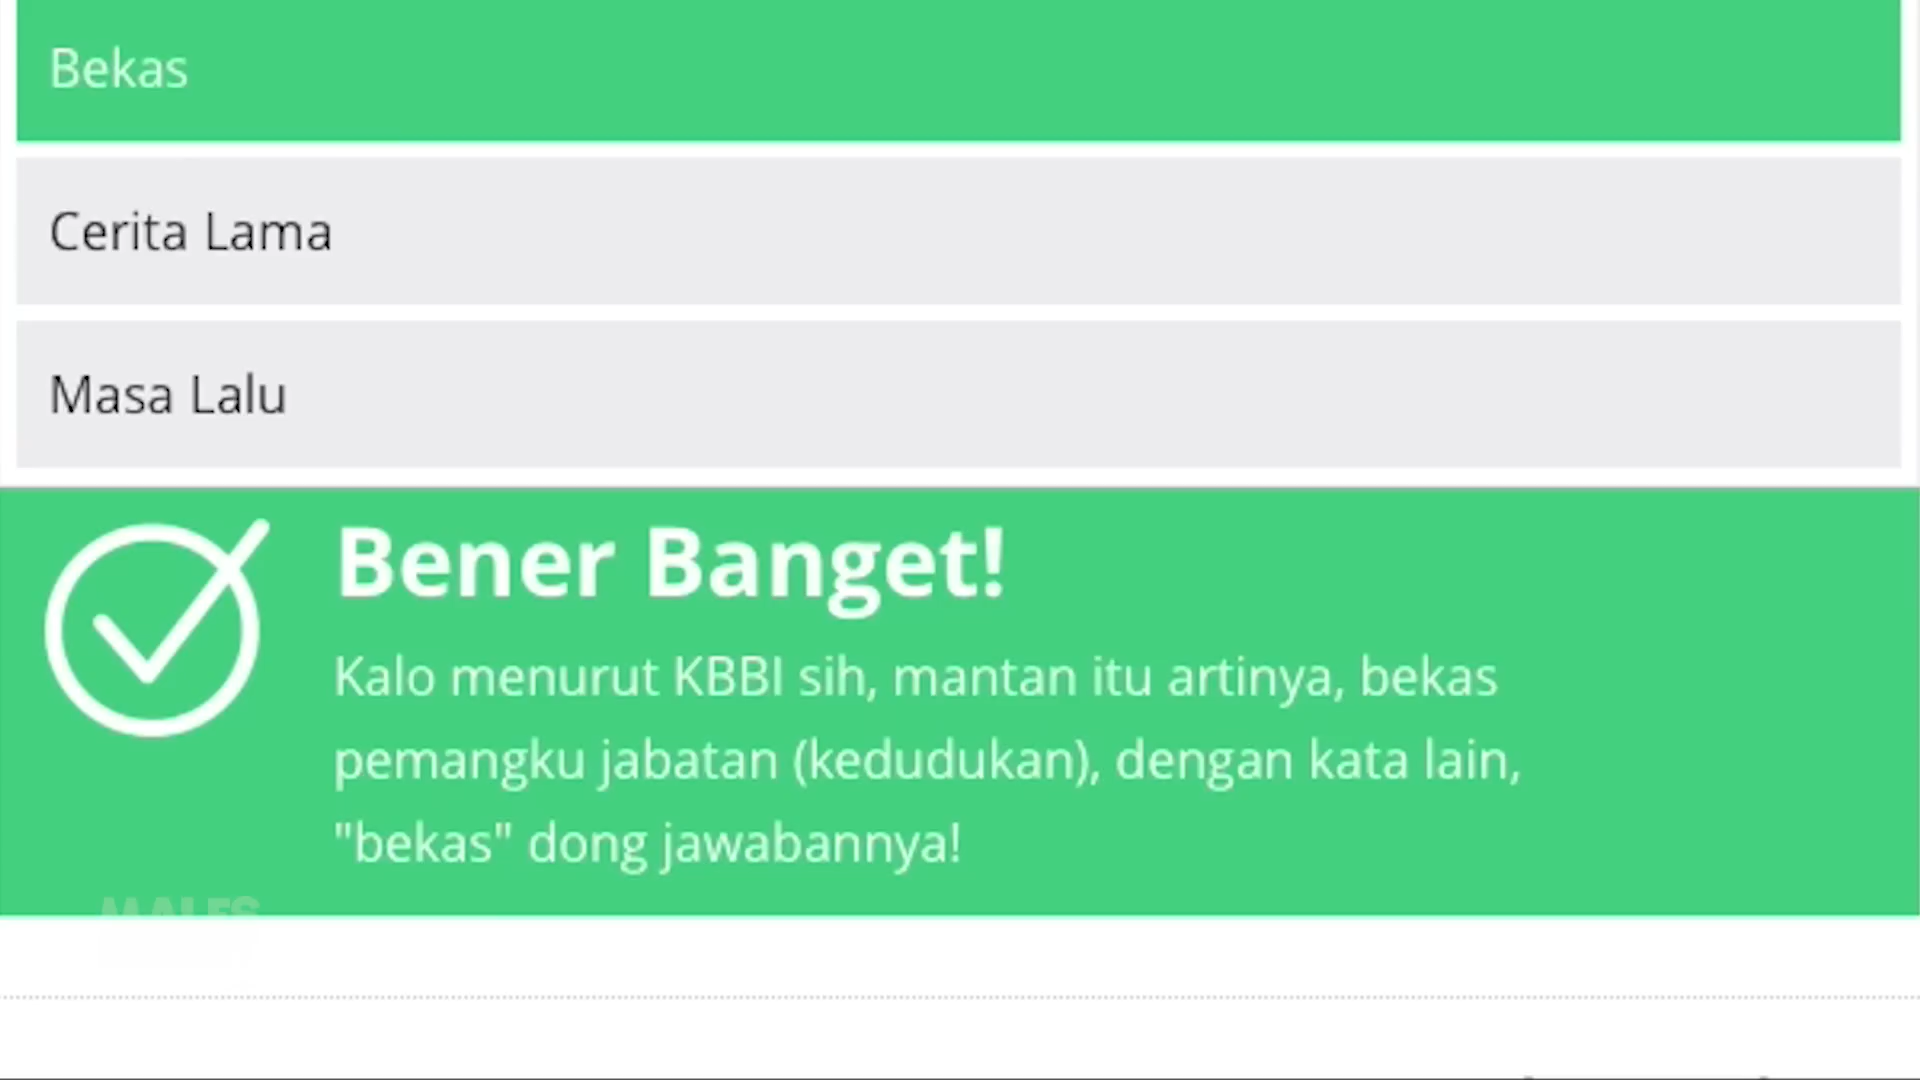 Bekas
Cerita Lama
Masa Lalu
Bener Banget!
Kalo menurut KBBI sih, mantan itu artinya, bekas
pemangku jabatan (kedudukan), dengan kata lain,
"bekas" dong jawabannya!
MALES